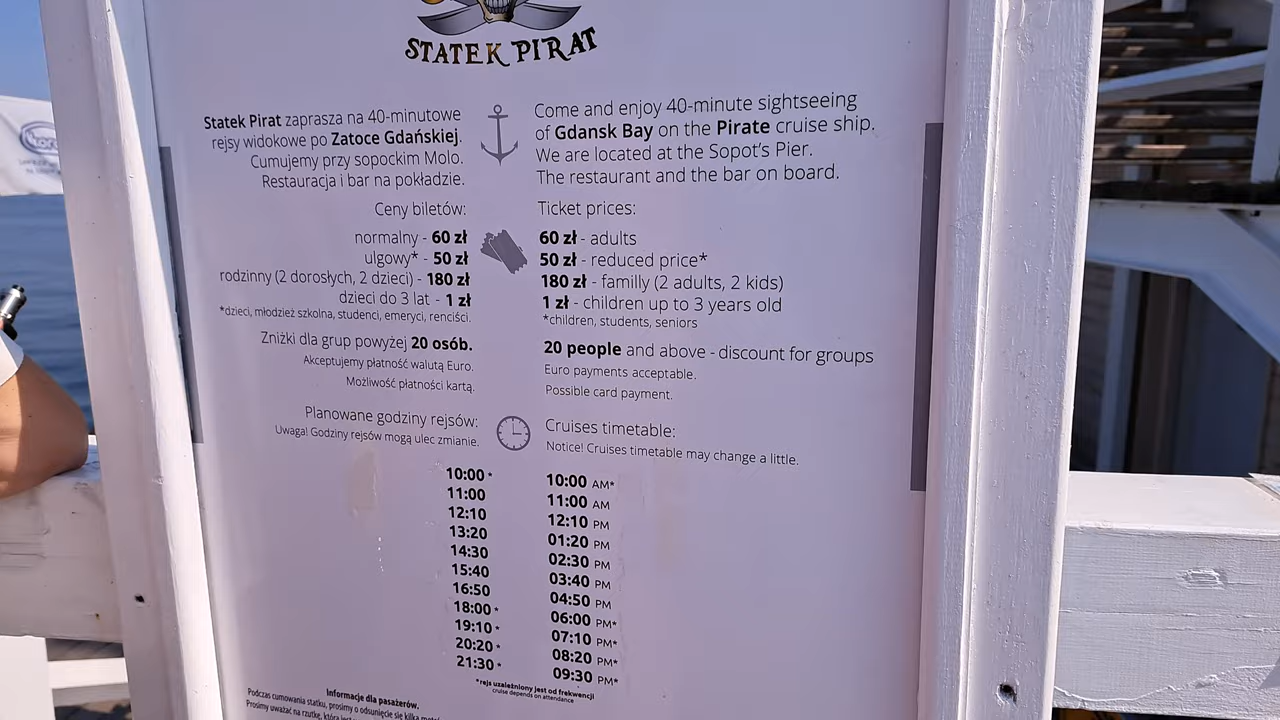 STATEK PIRAT
Statek Pirat zaprasza na 40-minutowe
rejsy widokowe po Zatoce Gdańskiej.
Cumujemy przy sopockim Molo.
Restauracja i bar na pokładzie.
Come and enjoy 40-minute sightseeing
of Gdansk Bay on the Pirate cruise ship.
We are located at the Sopot's Pier.
The restaurant and the bar on board.
Ceny biletów:
normalny - 60 zł
ulgowy* - 50 zł
rodzinny (2 dorosłych, 2 dzieci) - 180 zł
dzieci do 3 lat - 1 zł
*dzieci, młodzież szkolna, studenci, emeryci, renciści.
Ticket prices:
60 zł - adults
50 zł - reduced price*
180 zł - familly (2 adults, 2 kids)
1 zł - children up to 3 years old
*children, students, seniors
Zniżki dla grup powyżej 20 osób.
Akceptujemy płatność walutą Euro.
Możliwość płatności kartą.
20 people and above - discount for groups
Euro payments acceptable.
Possible card payment.
Planowane godziny rejsów:
Uwaga! Godziny rejsów mogą ulec zmianie.
Cruises timetable:
Notice! Cruises timetable may change a little.
10:00 *
11:00
12:10
13:20
14:30
15:40
16:50
18:00 *
19:10 *
20:20 *
21:30 *
10:00 AM*
11:00 AM
12:10 PM
01:20 PM
02:30 PM
03:40 PM
04:50 PM
06:00 PM*
07:10 PM*
08:20 PM*
09:30 PM*
*rejs uzależniony jest od frekwencji
cruise depends on attendance
Informacje dla pasażerów.
Podczas cumowania statku, prosimy o odsunięcie się kilka
Prosimy uważać na rzutkę, która